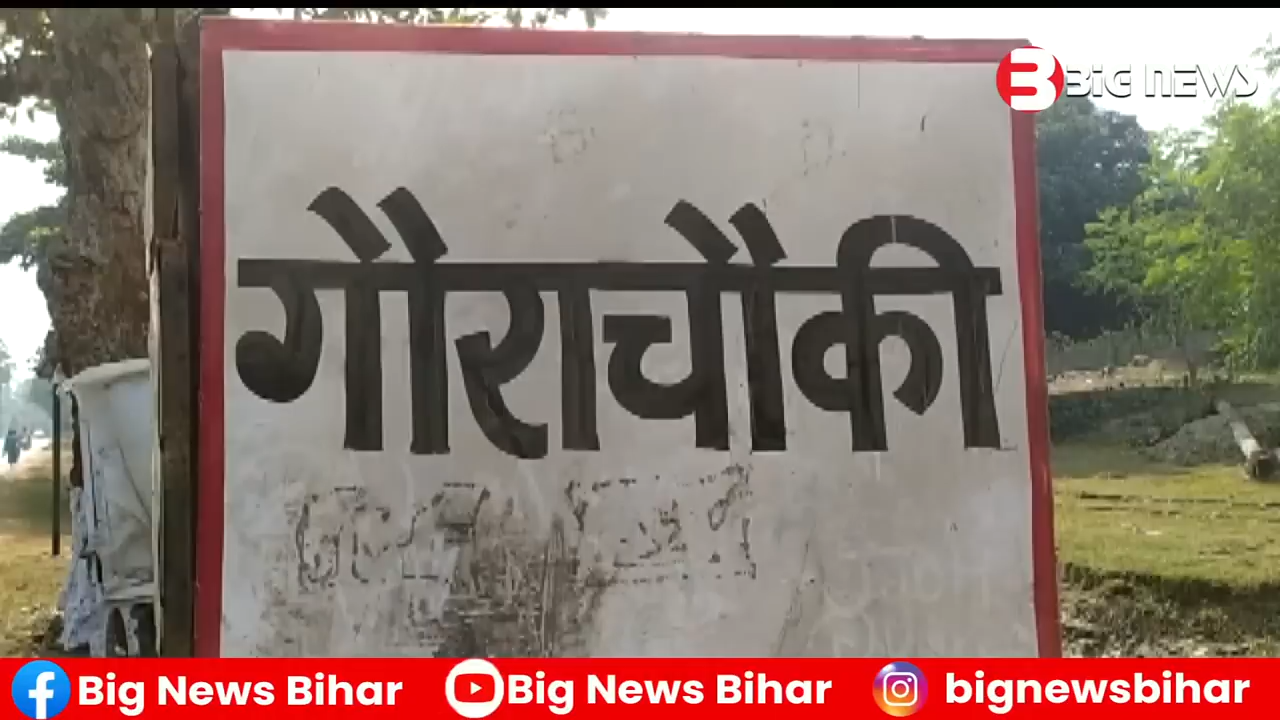 BIG NEWS
गौराचौकी
Big News Bihar Big News Bihar bignewsbihar